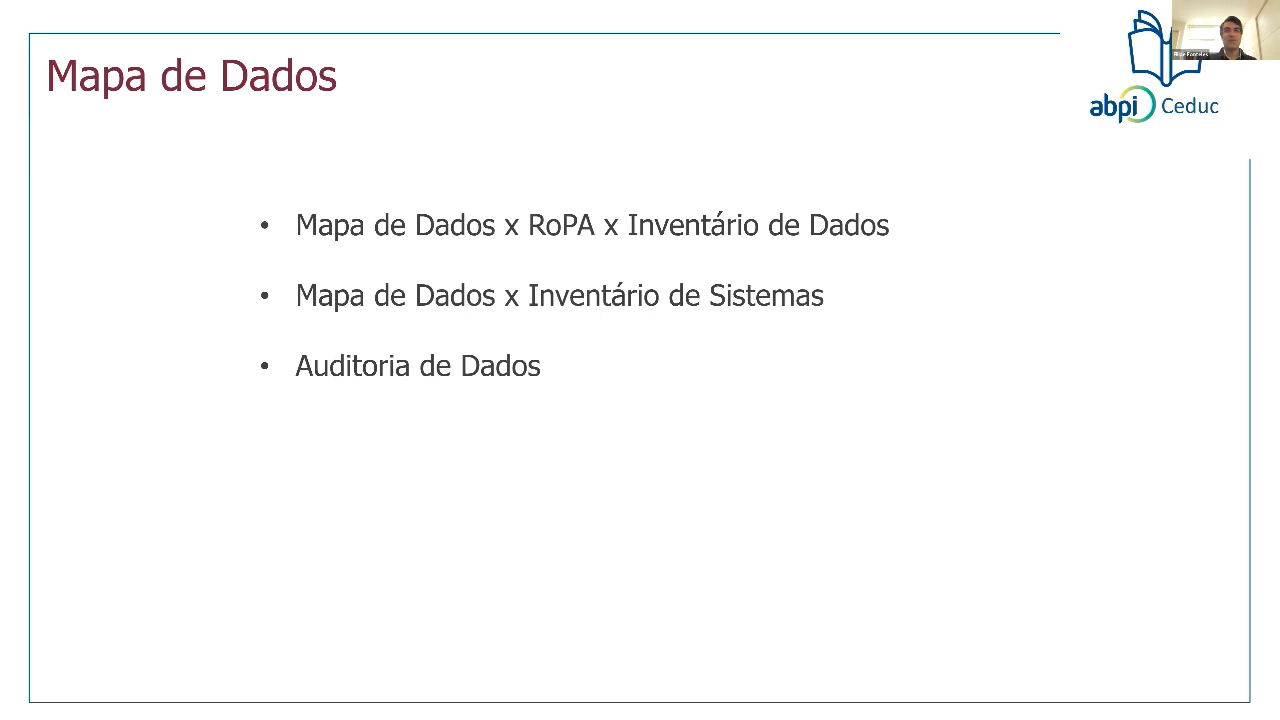 Mapa de Dados
abpi Ceduc
• Mapa de Dados x RoPA x Inventário de Dados
• Mapa de Dados x Inventário de Sistemas
• Auditoria de Dados